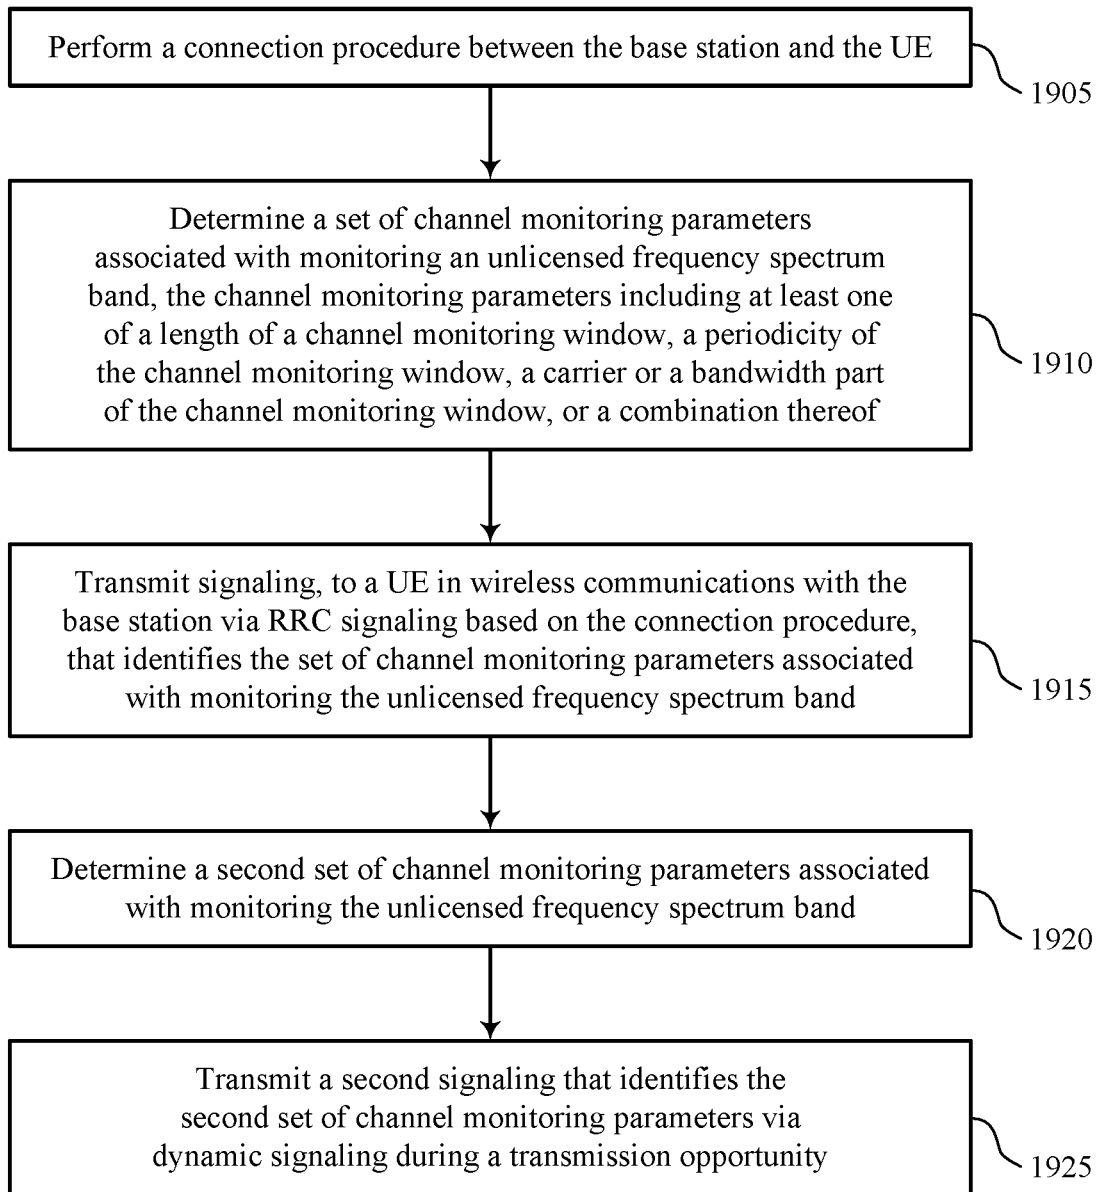 Perform a connection procedure between the base station and the UE
1905
Determine a set of channel monitoring parameters
associated with monitoring an unlicensed frequency spectrum
band, the channel monitoring parameters including at least one
of a length of a channel monitoring window, a periodicity of
the channel monitoring window, a carrier or a bandwidth part
of the channel monitoring window, or a combination thereof
1910
Transmit signaling, to a UE in wireless communications with the
base station via RRC signaling based on the connection procedure,
that identifies the set of channel monitoring parameters associated
with monitoring the unlicensed frequency spectrum band
1915
Determine a second set of channel monitoring parameters associated
with monitoring the unlicensed frequency spectrum band
1920
Transmit a second signaling that identifies the
second set of channel monitoring parameters via
dynamic signaling during a transmission opportunity
1925